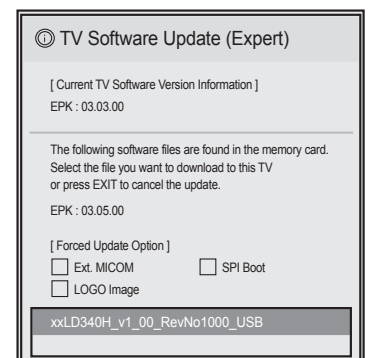 TV Software Update (Expert)
[ Current TV Software Version Information ]
EPK : 03.03.00
The following software files are found in the memory card.
Select the file you want to download to this TV
or press EXIT to cancel the update.
EPK : 03.05.00
[ Forced Update Option ]
Ext. MICOM SPI Boot
LOGO Image
xxLD340H_v1_00_RevNo1000_USB